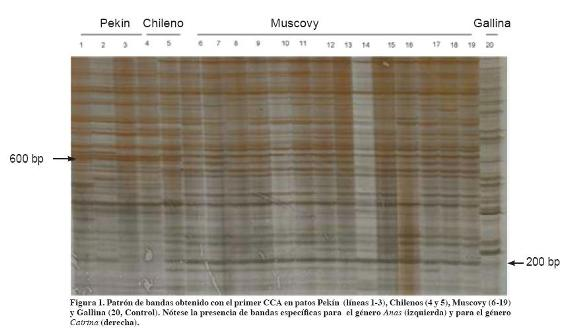 Pekín Chileno Muscovy Gallina
1 2 3 4 5 6 7 8 9 10 11 12 13 14 15 16 17 18 19 20
600 bp
200 bp
Figura 1. Patrón de bandas obtenido con el primer CCA en patos Pekín (líneas 1-3), Chilenos (4 y 5), Muscovy (6-19)
y Gallina (20, Control). Nótese la presencia de bandas específicas para el género Anas (izquierda) y para el género
Cairina (derecha).